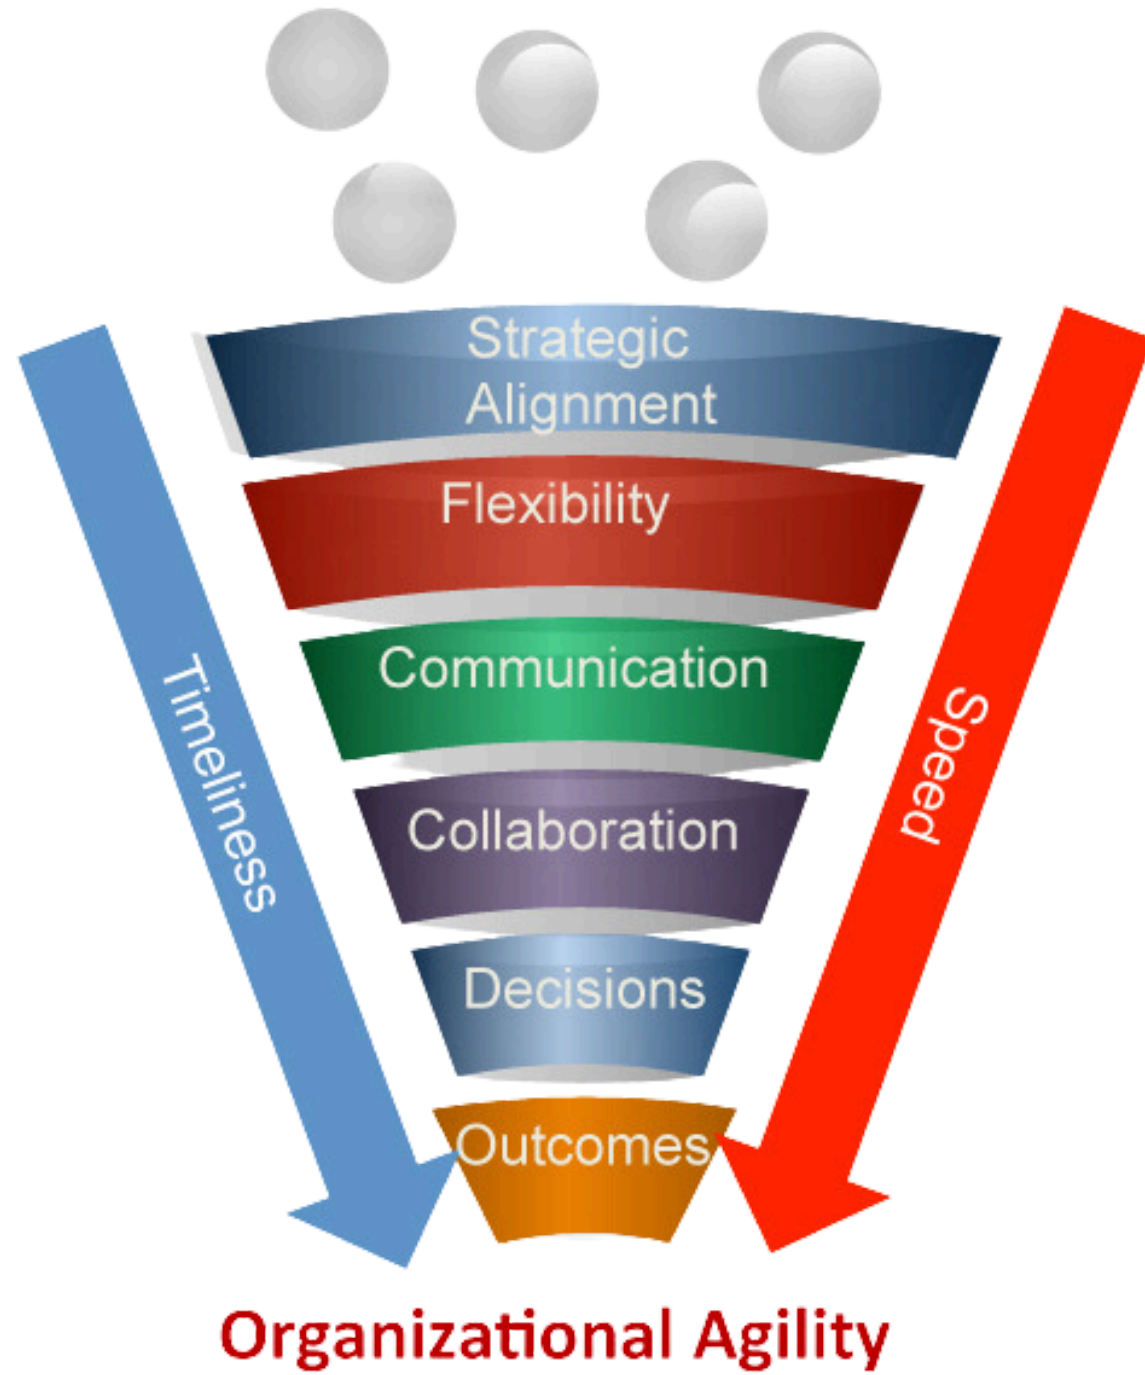 Strategic
Alignment
Flexibility
Communication
Collaboration
Decisions
Outcomes
Timeliness
Speed
Organizational Agility